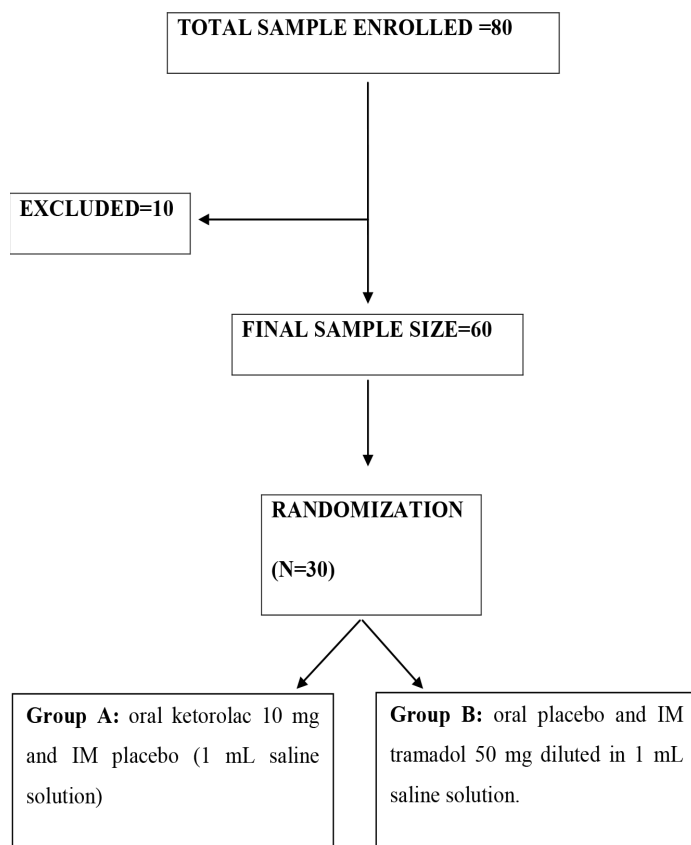 TOTAL SAMPLE ENROLLED =80
EXCLUDED=10
FINAL SAMPLE SIZE=60
RANDOMIZATION
(N=30)
Group A: oral ketorolac 10 mg
and IM placebo (1 mL saline
solution)
Group B: oral placebo and IM
tramadol 50 mg diluted in 1 mL
saline solution.